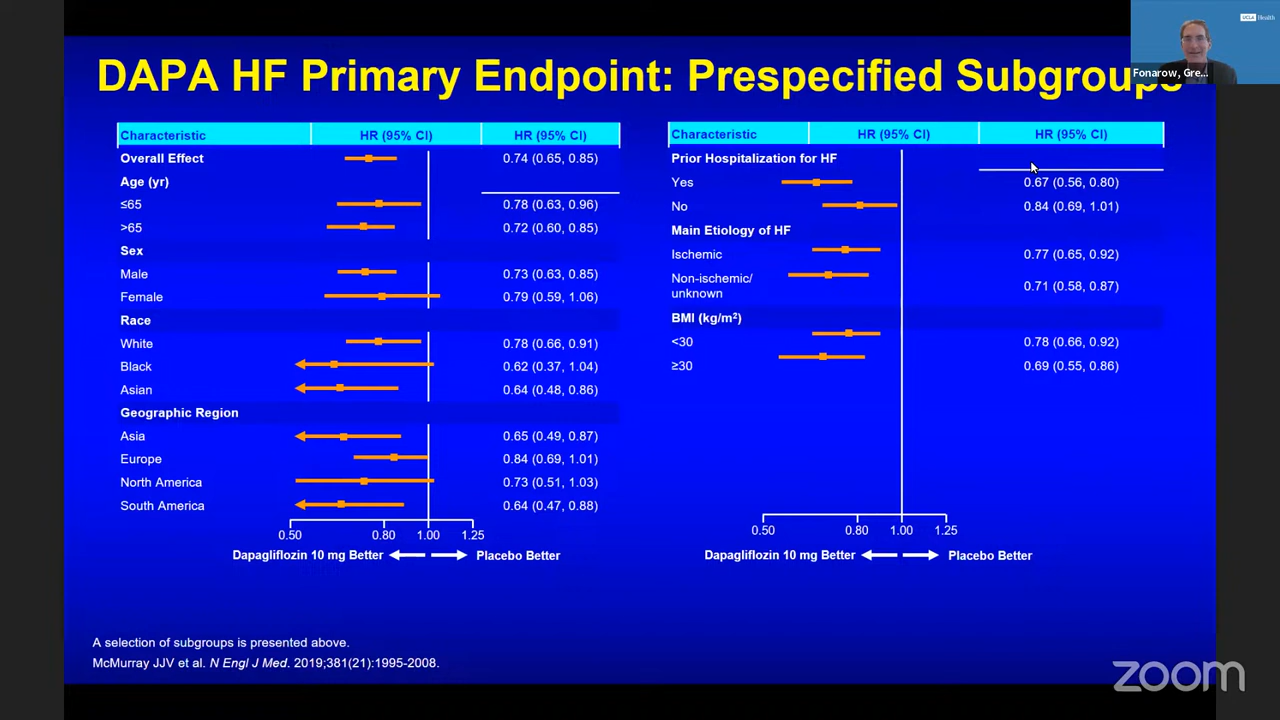 DAPA HF Primary Endpoint: Prespecified Subgroups
UCLA Health
Fonarow, Gre...
Characteristic HR (95% CI) HR (95% CI)
Overall Effect 0.74 (0.65, 0.85)
Age (yr)
≤65 0.78 (0.63, 0.96)
>65 0.72 (0.60, 0.85)
Sex
Male 0.73 (0.63, 0.85)
Female 0.79 (0.59, 1.06)
Race
White 0.78 (0.66, 0.91)
Black 0.62 (0.37, 1.04)
Asian 0.64 (0.48, 0.86)
Geographic Region
Asia 0.65 (0.49, 0.87)
Europe 0.84 (0.69, 1.01)
North America 0.73 (0.51, 1.03)
South America 0.64 (0.47, 0.88)
0.50 0.80 1.00 1.25
Dapagliflozin 10 mg Better Placebo Better
Characteristic HR (95% CI) HR (95% CI)
Prior Hospitalization for HF
Yes 0.67 (0.56, 0.80)
No 0.84 (0.69, 1.01)
Main Etiology of HF
Ischemic 0.77 (0.65, 0.92)
Non-ischemic/
unknown 0.71 (0.58, 0.87)
BMI (kg/m²)
<30 0.78 (0.66, 0.92)
≥30 0.69 (0.55, 0.86)
0.50 0.80 1.00 1.25
Dapagliflozin 10 mg Better Placebo Better
A selection of subgroups is presented above.
McMurray JJV et al. N Engl J Med. 2019;381(21):1995-2008.
zoom